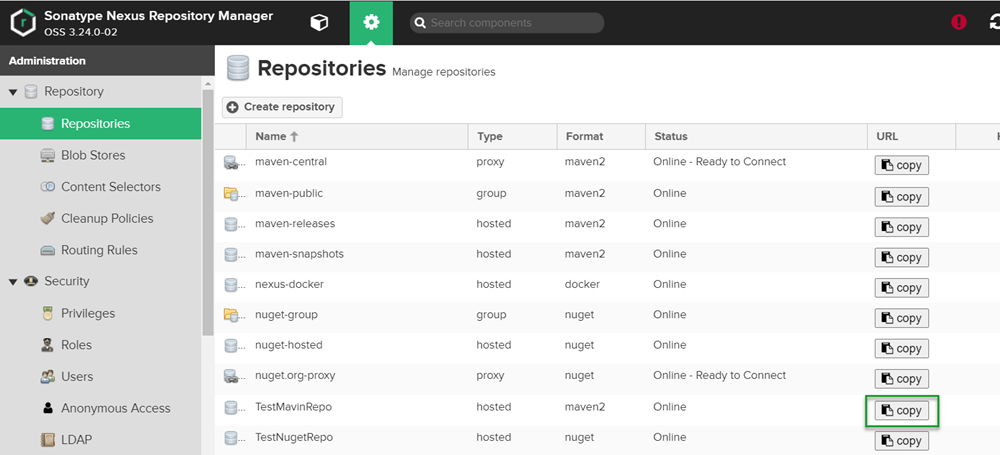 Sonatype Nexus Repository Manager
OSS 3.24.0-02
Search components
Administration
Repository
Repositories
Blob Stores
Content Selectors
Cleanup Policies
Routing Rules
Security
Privileges
Roles
Users
Anonymous Access
LDAP
Repositories Manage repositories
Create repository
Name Type Format Status URL H
maven-central proxy maven2 Online - Ready to Connect copy
maven-public group maven2 Online copy
maven-releases hosted maven2 Online copy
maven-snapshots hosted maven2 Online copy
nexus-docker hosted docker Online copy
nuget-group group nuget Online copy
nuget-hosted hosted nuget Online copy
nuget.org-proxy proxy nuget Online - Ready to Connect copy
TestMavinRepo hosted maven2 Online copy
TestNugetRepo hosted nuget Online copy